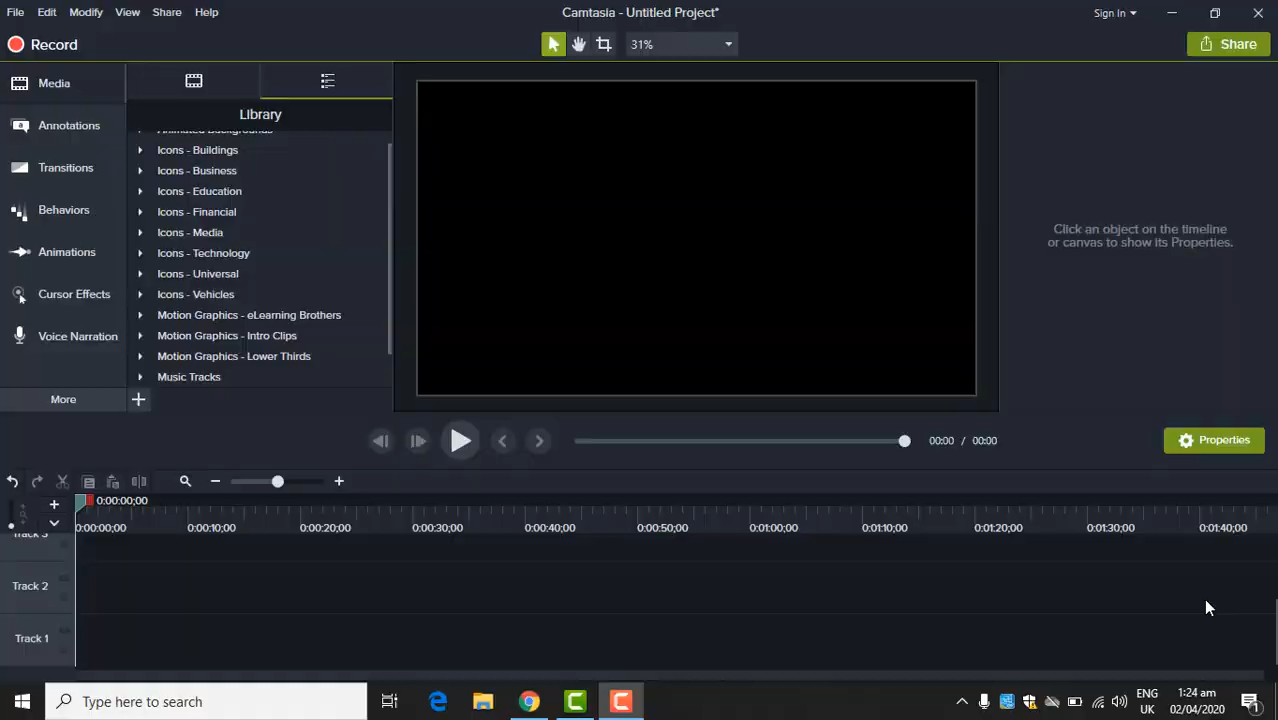 File Edit Modify View Share Help
Camtasia - Untitled Project*
Sign In
Record
31%
Share
Media
Annotations
Transitions
Behaviors
Animations
Cursor Effects
Voice Narration
More
Library
Animated Backgrounds
Icons - Buildings
Icons - Business
Icons - Education
Icons - Financial
Icons - Media
Icons - Technology
Icons - Universal
Icons - Vehicles
Motion Graphics - eLearning Brothers
Motion Graphics - Intro Clips
Motion Graphics - Lower Thirds
Music Tracks
Click an object on the timeline
or canvas to show its Properties.
00:00 / 00:00
Properties
0:00:00;00
0:00:00;00 0:00:10;00 0:00:20;00 0:00:30;00 0:00:40;00 0:00:50;00 0:01:00;00 0:01:10;00 0:01:20;00 0:01:30;00 0:01:40;00
Track 3
Track 2
Track 1
Type here to search
ENG
UK
1:24 am
02/04/2020
1